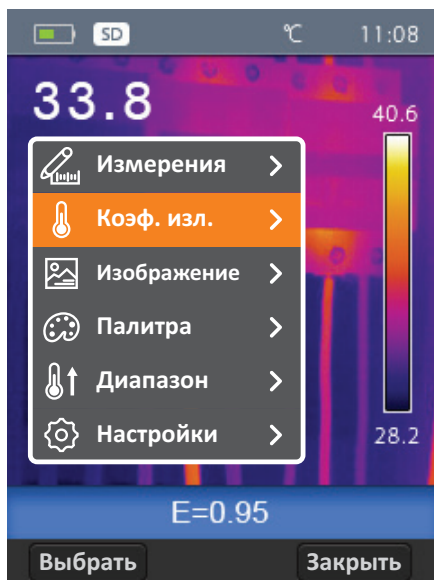 SD ℃ 11:08
33.8
40.6
Измерения
Коэф. изл.
Изображение
Палитра
Диапазон
Настройки
28.2
E=0.95
Выбрать Закрыть